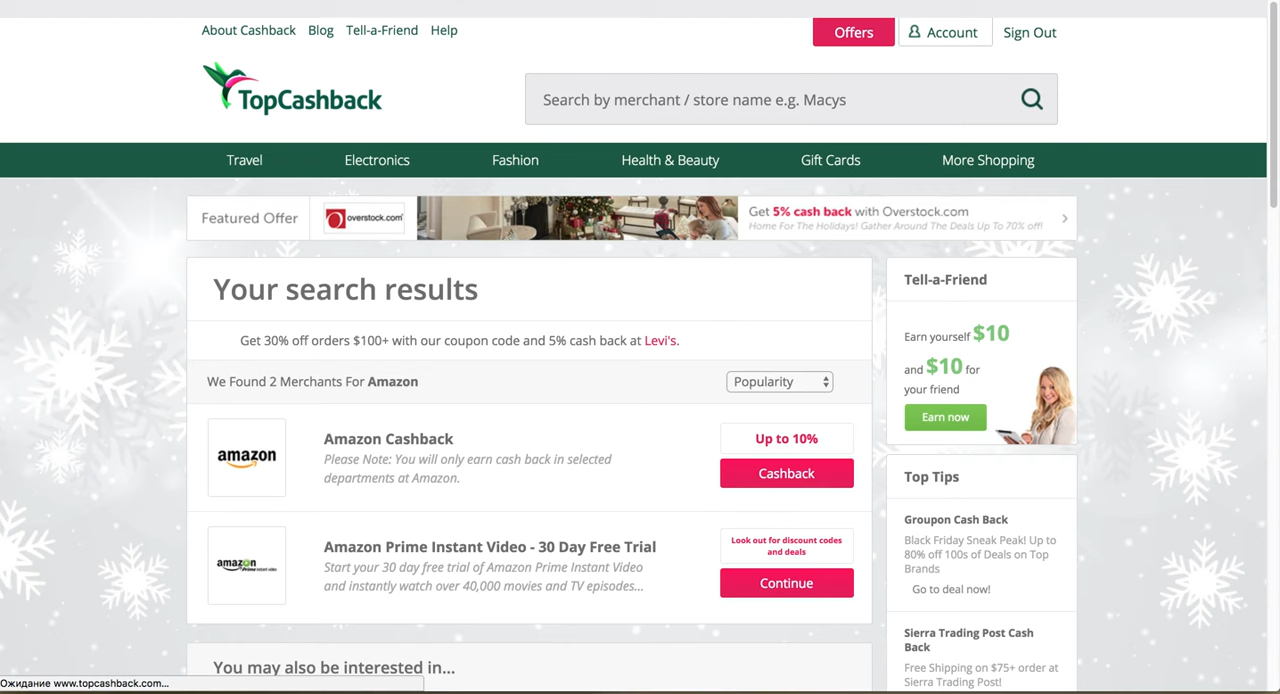 About Cashback Blog Tell-a-Friend Help
Offers Account Sign Out
TopCashback
Search by merchant / store name e.g. Macys
Travel Electronics Fashion Health & Beauty Gift Cards More Shopping
Featured Offer
overstock.com
Get 5% cash back with Overstock.com
Home For The Holidays! Gather Around The Deals Up To 70% off!
Your search results
Get 30% off orders $100+ with our coupon code and 5% cash back at Levi's.
We Found 2 Merchants For Amazon
Popularity
amazon
Amazon Cashback
Please Note: You will only earn cash back in selected
departments at Amazon.
Up to 10%
Cashback
amazon
Prime instant video
Amazon Prime Instant Video - 30 Day Free Trial
Start your 30 day free trial of Amazon Prime Instant Video
and instantly watch over 40,000 movies and TV episodes...
Look out for discount codes
and deals
Continue
You may also be interested in...
Tell-a-Friend
Earn yourself $10
and $10 for
your friend
Earn now
Top Tips
Groupon Cash Back
Black Friday Sneak Peak! Up to
80% off 100s of Deals on Top
Brands
Go to deal now!
Sierra Trading Post Cash
Back
Free Shipping on $75+ order at
Sierra Trading Post!
Ожидание www.topcashback.com...